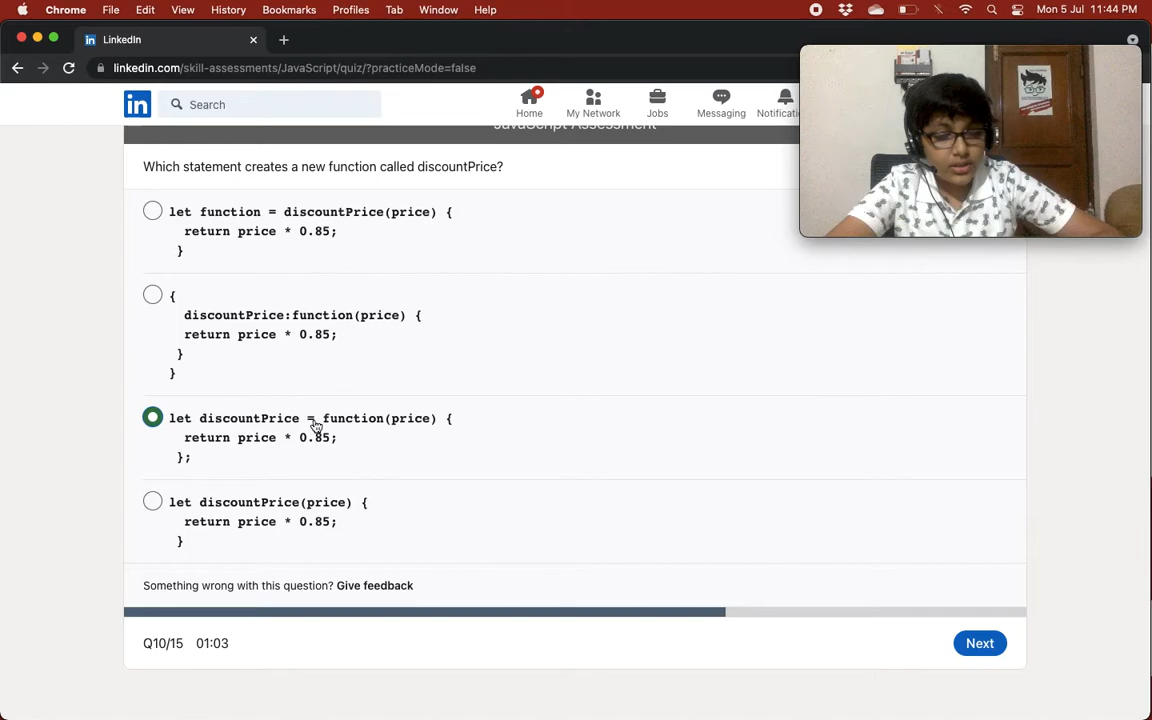 Chrome File Edit View History Bookmarks Profiles Tab Window Help Mon 5 Jul 11:44 PM
in LinkedIn
linkedin.com/skill-assessments/JavaScript/quiz/?practiceMode=false
in Search Home My Network Jobs Messaging Notificati
JavaScript Assessment
Which statement creates a new function called discountPrice?
let function = discountPrice(price) {
return price * 0.85;
}
{
discountPrice:function(price) {
return price * 0.85;
}
}
let discountPrice = function(price) {
return price * 0.85;
};
let discountPrice(price) {
return price * 0.85;
}
Something wrong with this question? Give feedback
Q10/15 01:03 Next